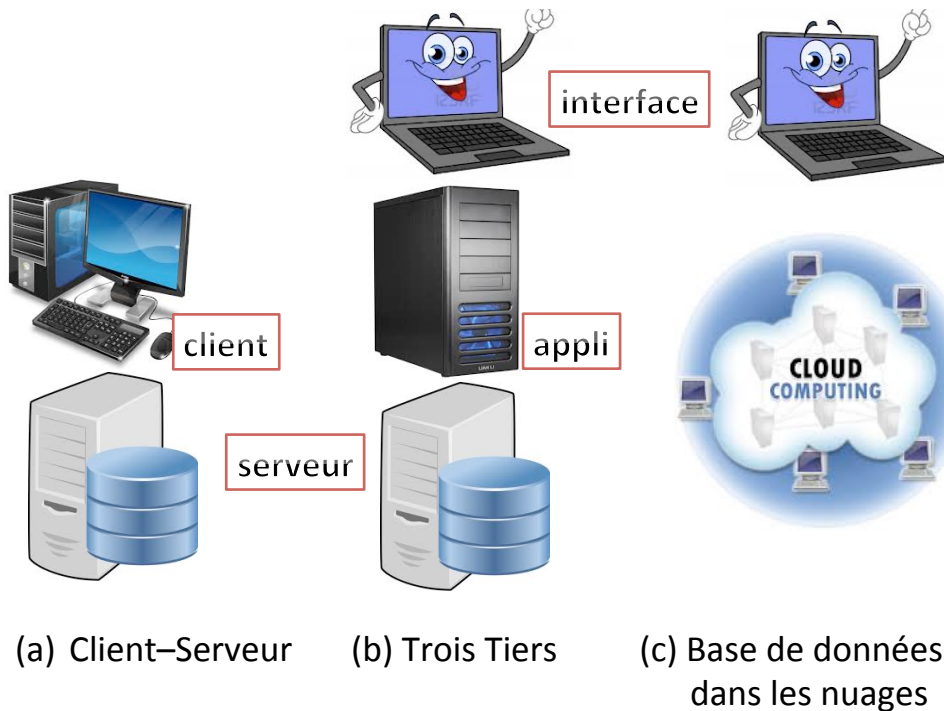 interface
client
appli
serveur
CLOUD
COMPUTING
(a) Client–Serveur
(b) Trois Tiers
(c) Base de données
dans les nuages